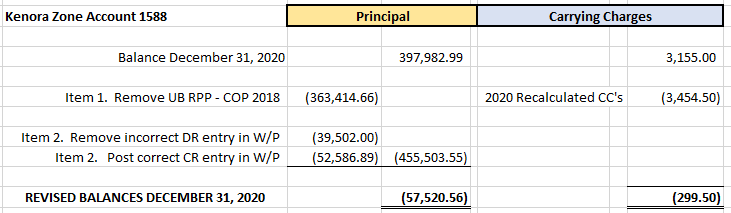 Kenora Zone Account 1588 Principal Carrying Charges
Balance December 31, 2020 397,982.99 3,155.00
Item 1. Remove UB RPP - COP 2018 (363,414.66) 2020 Recalculated CC's (3,454.50)
Item 2. Remove incorrect DR entry in W/P (39,502.00)
Item 2. Post correct CR entry in W/P (52,586.89) (455,503.55)
REVISED BALANCES DECEMBER 31, 2020 (57,520.56) (299.50)